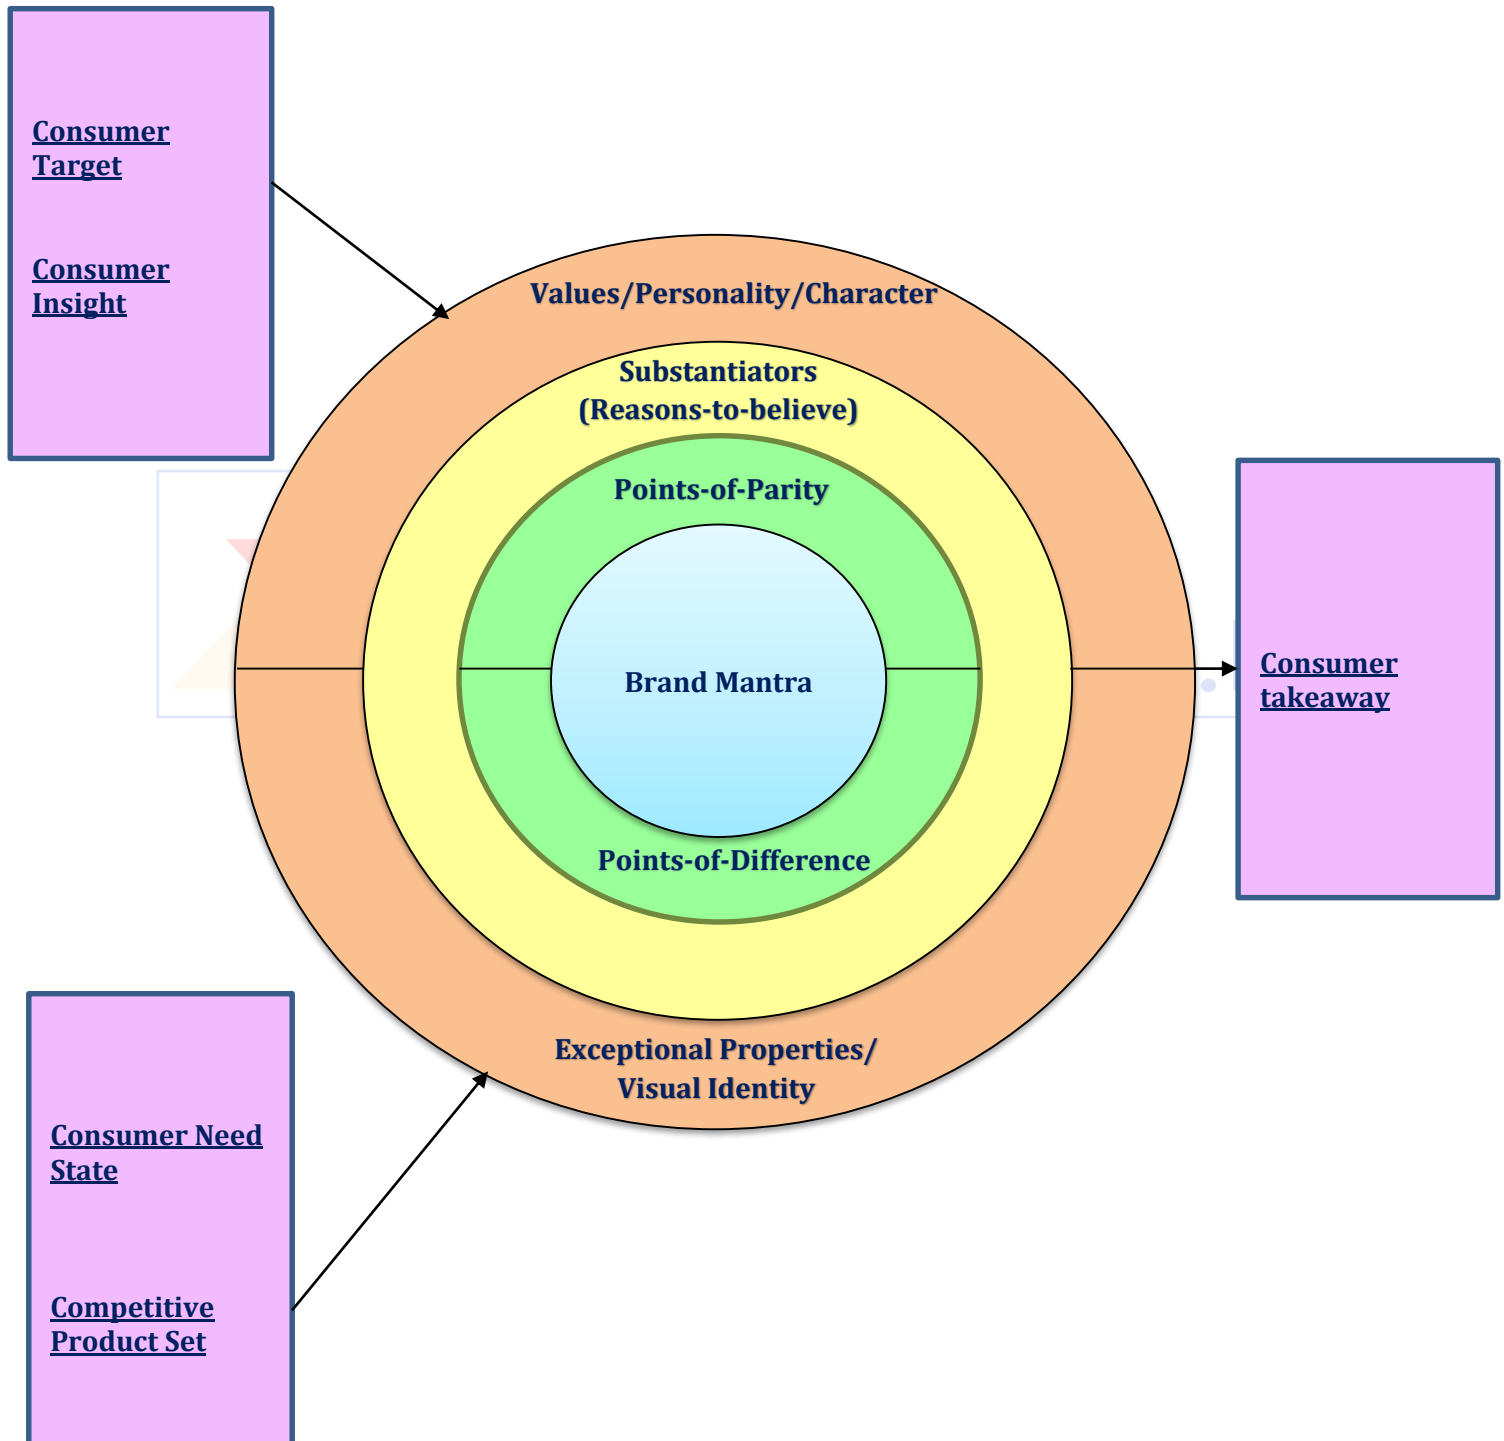 Consumer
Target
Consumer
Insight
Values/Personality/Character
Substantiators
(Reasons-to-believe)
Points-of-Parity
Brand Mantra
Points-of-Difference
Consumer
takeaway
Exceptional Properties/
Visual Identity
Consumer Need
State
Competitive
Product Set